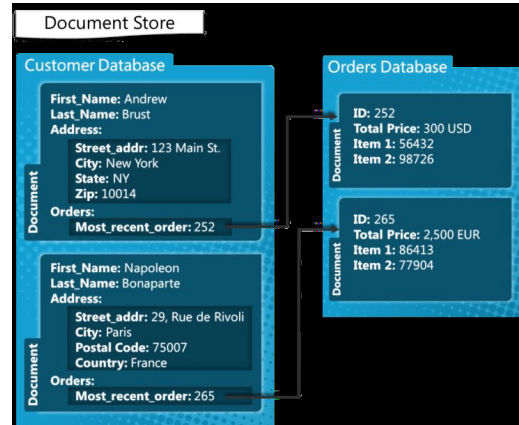 Document Store
Customer Database
Document
First_Name: Andrew
Last_Name: Brust
Address:
Street_addr: 123 Main St.
City: New York
State: NY
Zip: 10014
Orders:
Most_recent_order: 252
Document
First_Name: Napoleon
Last_Name: Bonaparte
Address:
Street_addr: 29, Rue de Rivoli
City: Paris
Postal Code: 75007
Country: France
Orders:
Most_recent_order: 265
Orders Database
Document
ID: 252
Total Price: 300 USD
Item 1: 56432
Item 2: 98726
Document
ID: 265
Total Price: 2,500 EUR
Item 1: 86413
Item 2: 77904